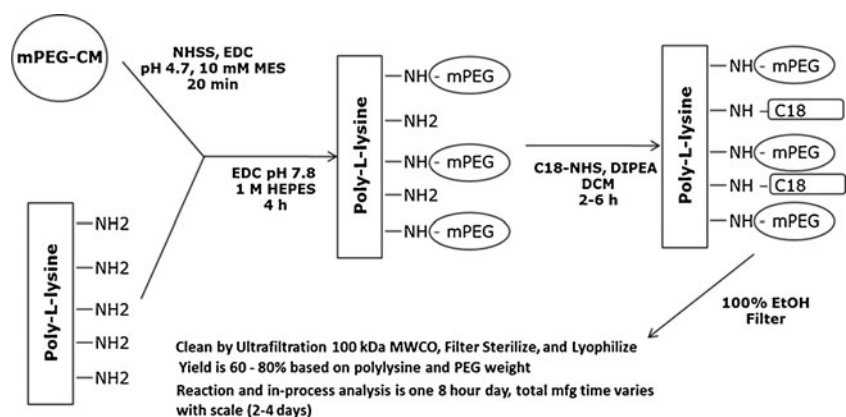 mPEG-CM
NHSS, EDC
pH 4.7, 10 mM MES
20 min
Poly-L-lysine
NH2
NH2
NH2
NH2
NH2
EDC pH 7.8
1 M HEPES
4 h
Poly-L-lysine
NH - mPEG
NH2
NH - mPEG
NH2
NH - mPEG
C18-NHS, DIPEA
DCM
2-6 h
Poly-L-lysine
NH - mPEG
NH - C18
NH - mPEG
NH - C18
NH - mPEG
100% EtOH
Filter
Clean by Ultrafiltration 100 kDa MWCO, Filter Sterilize, and Lyophilize
Yield is 60 - 80% based on polylysine and PEG weight
Reaction and in-process analysis is one 8 hour day, total mfg time varies
with scale (2-4 days)